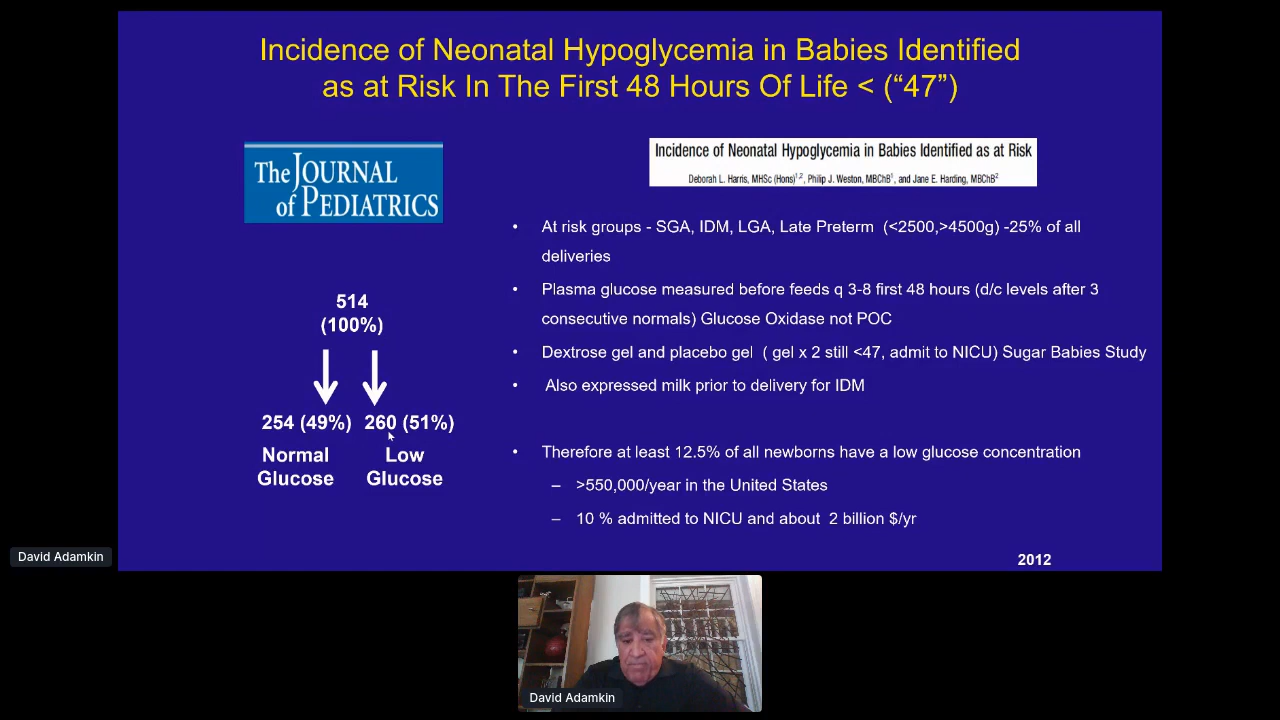 Incidence of Neonatal Hypoglycemia in Babies Identified
as at Risk In The First 48 Hours Of Life < (“47”)
The JOURNAL
of PEDIATRICS
Incidence of Neonatal Hypoglycemia in Babies Identified as at Risk
Deborah L. Harris, MHSc (Hons)1,2, Philip J. Weston, MBChB1, and Jane E. Harding, MBChB2
• At risk groups - SGA, IDM, LGA, Late Preterm (<2500,>4500g) -25% of all
deliveries
• Plasma glucose measured before feeds q 3-8 first 48 hours (d/c levels after 3
consecutive normals) Glucose Oxidase not POC
• Dextrose gel and placebo gel ( gel x 2 still <47, admit to NICU) Sugar Babies Study
• Also expressed milk prior to delivery for IDM
• Therefore at least 12.5% of all newborns have a low glucose concentration
– >550,000/year in the United States
– 10 % admitted to NICU and about 2 billion $/yr
514
(100%)
254 (49%) 260 (51%)
Normal Low
Glucose Glucose
2012
David Adamkin
David Adamkin